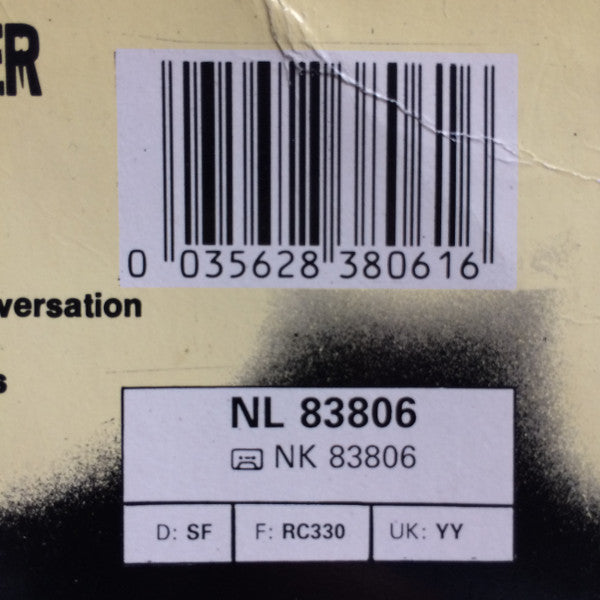 ER
0 035628 380616
versation
s
NL 83806
NK 83806
D: SF F: RC330 UK: YY